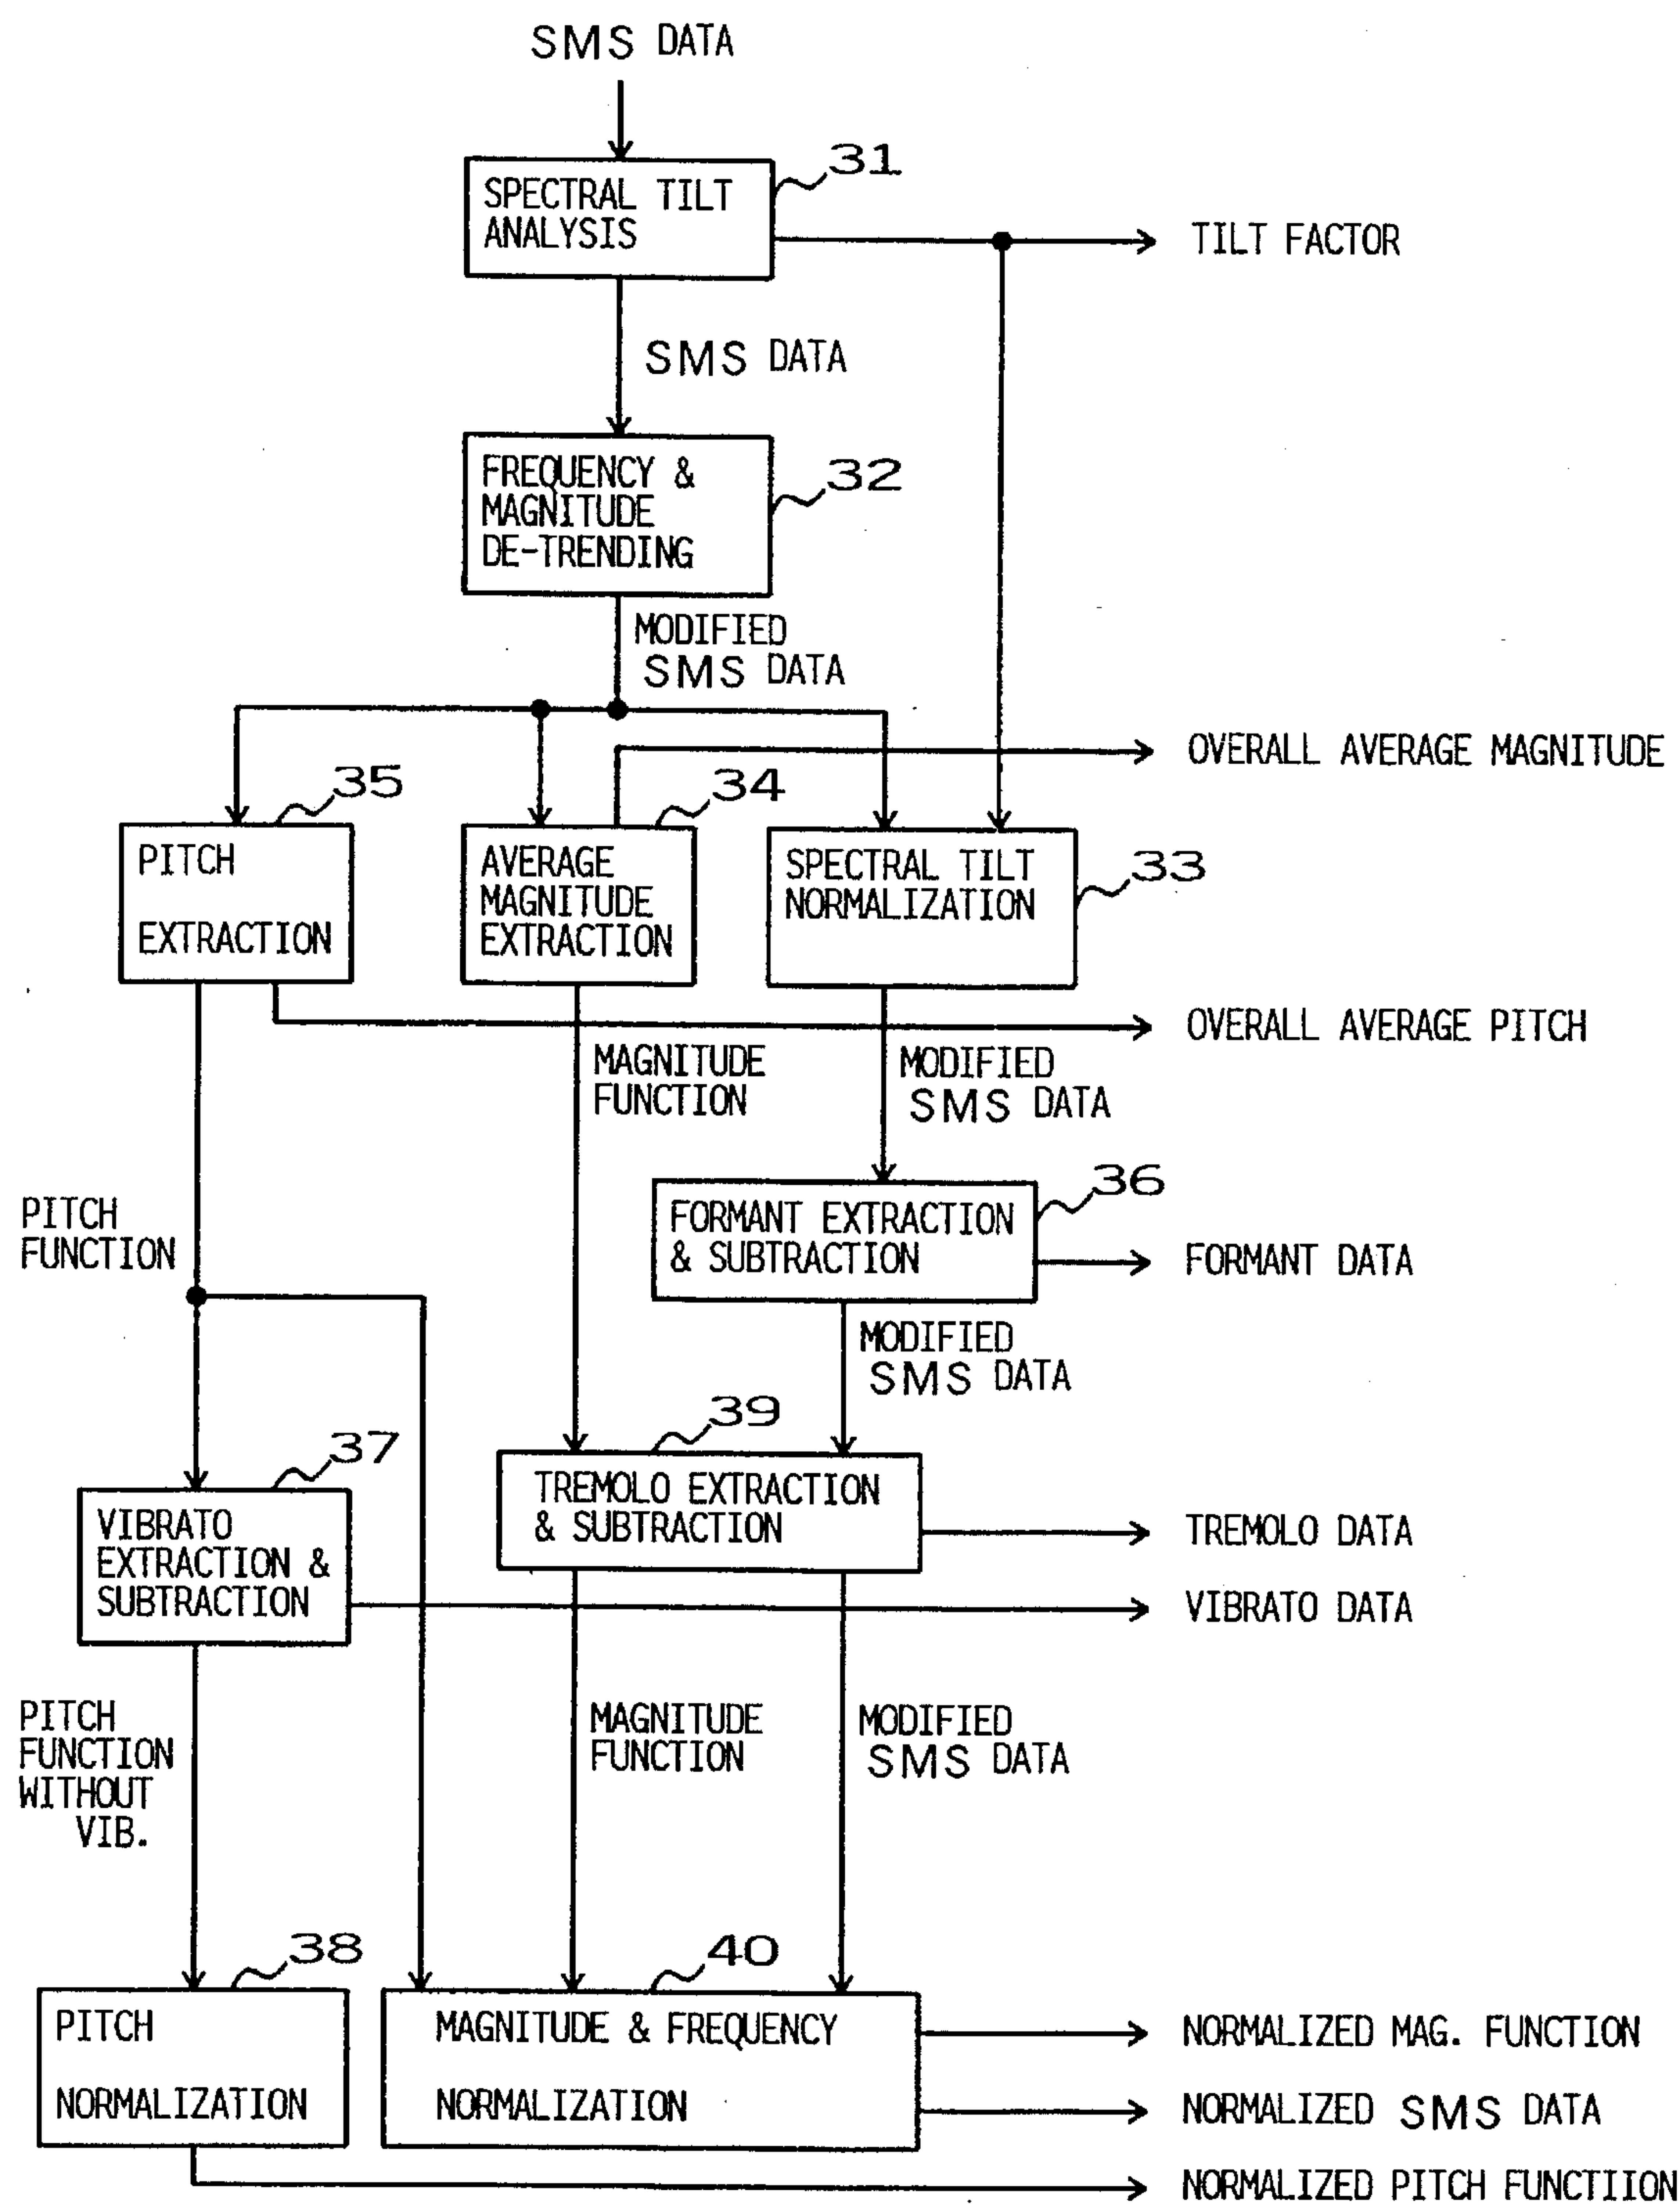 SMS DATA
31
SPECTRAL TILT
ANALYSIS
TILT FACTOR
SMS DATA
32
FREQUENCY &
MAGNITUDE
DE-TRENDING
MODIFIED
SMS DATA
OVERALL AVERAGE MAGNITUDE
35
34
33
PITCH
EXTRACTION
AVERAGE
MAGNITUDE
EXTRACTION
SPECTRAL TILT
NORMALIZATION
OVERALL AVERAGE PITCH
MAGNITUDE
FUNCTION
MODIFIED
SMS DATA
36
PITCH
FUNCTION
FORMANT EXTRACTION
& SUBTRACTION
FORMANT DATA
MODIFIED
SMS DATA
39
37
TREMOLO EXTRACTION
& SUBTRACTION
TREMOLO DATA
VIBRATO
EXTRACTION &
SUBTRACTION
VIBRATO DATA
PITCH
FUNCTION
WITHOUT
VIB.
MAGNITUDE
FUNCTION
MODIFIED
SMS DATA
38
40
PITCH
NORMALIZATION
MAGNITUDE & FREQUENCY
NORMALIZATION
NORMALIZED MAG. FUNCTION
NORMALIZED SMS DATA
NORMALIZED PITCH FUNCTIION